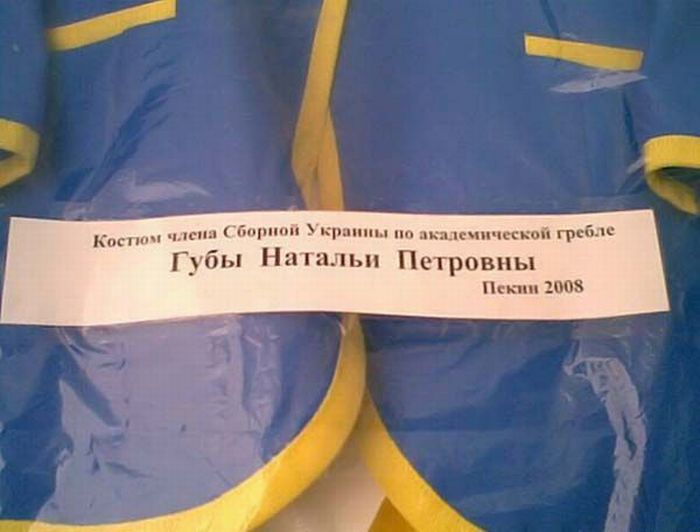 Костюм члена Сборной Украины по академической гребле
Губы Натальи Петровны
Пекин 2008